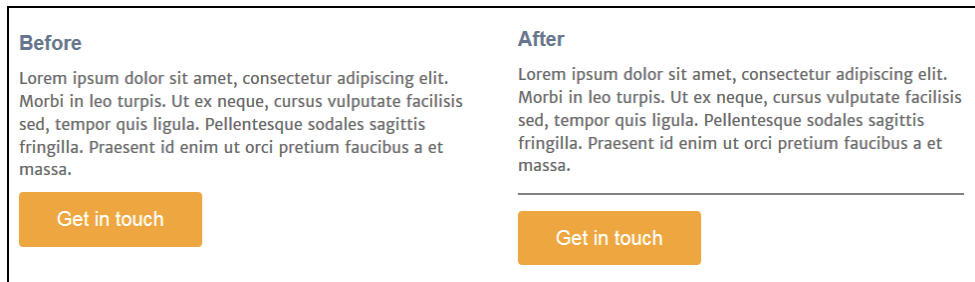 Before
Lorem ipsum dolor sit amet, consectetur adipiscing elit.
Morbi in leo turpis. Ut ex neque, cursus vulputate facilisis
sed, tempor quis ligula. Pellentesque sodales sagittis
fringilla. Praesent id enim ut orci pretium faucibus a et
massa.
Get in touch
After
Lorem ipsum dolor sit amet, consectetur adipiscing elit.
Morbi in leo turpis. Ut ex neque, cursus vulputate facilisis
sed, tempor quis ligula. Pellentesque sodales sagittis
fringilla. Praesent id enim ut orci pretium faucibus a et
massa.
Get in touch